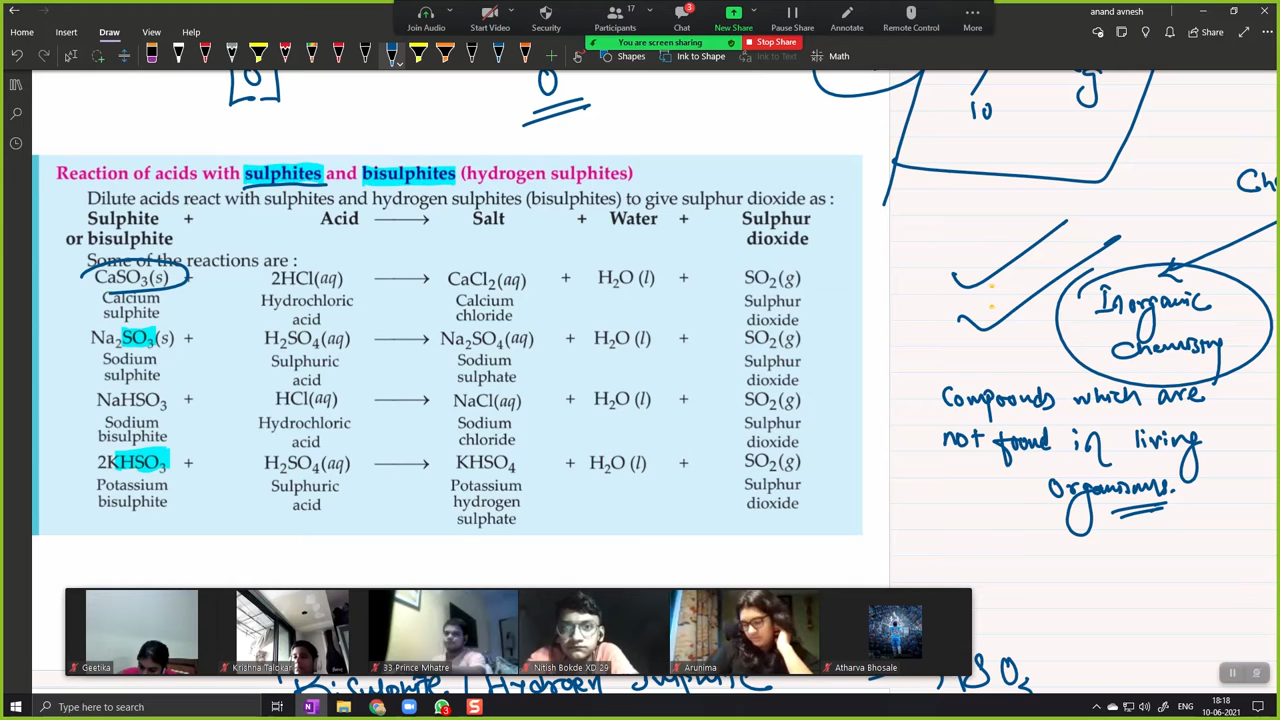 anand avnesh
Home Insert Draw View Help
Join Audio Start Video Security Participants 17 Chat 3 New Share Pause Share Annotate Remote Control More
You are screen sharing Stop Share
Shapes Ink to Shape Ink to Text Math
Share
0
0
10
g
Reaction of acids with sulphites and bisulphites (hydrogen sulphites)
Dilute acids react with sulphites and hydrogen sulphites (bisulphites) to give sulphur dioxide as :
Sulphite + Acid ⟶ Salt + Water + Sulphur
or bisulphite dioxide
Some of the reactions are :
CaSO₃(s) + 2HCl(aq) ⟶ CaCl₂(aq) + H₂O (l) + SO₂(g)
Calcium Hydrochloric Calcium Sulphur
sulphite acid chloride dioxide
Na₂SO₃(s) + H₂SO₄(aq) ⟶ Na₂SO₄(aq) + H₂O (l) + SO₂(g)
Sodium Sulphuric Sodium Sulphur
sulphite acid sulphate dioxide
NaHSO₃ + HCl(aq) ⟶ NaCl(aq) + H₂O (l) + SO₂(g)
Sodium Hydrochloric Sodium Sulphur
bisulphite acid chloride dioxide
2KHSO₃ + H₂SO₄(aq) ⟶ KHSO₄ + H₂O (l) + SO₂(g)
Potassium Sulphuric Potassium Sulphur
bisulphite acid hydrogen dioxide
sulphate
Inorganic
Chemistry
Compounds which are
not found in living
organisms.
Geetika
Krishna Talokar
33 Prince Mhatre
Nitish Bokde XD 29
Arunima
Atharva Bhosale
Type here to search
18:18
ENG
10-06-2021